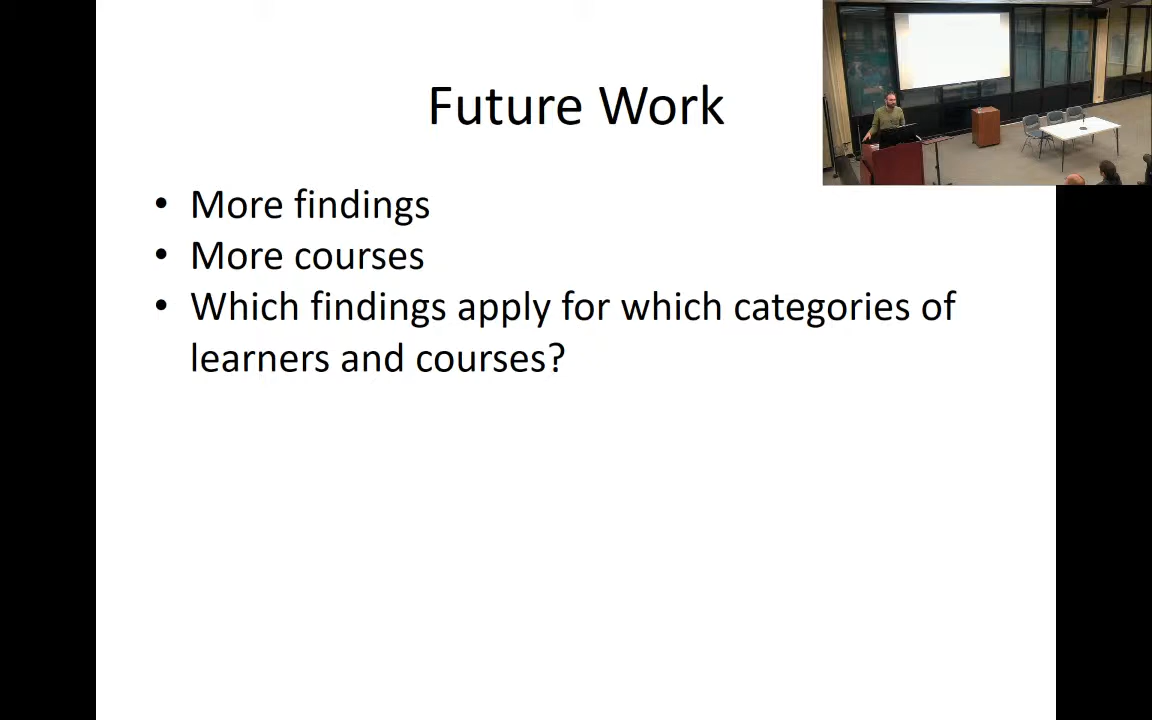 Future Work
• More findings
• More courses
• Which findings apply for which categories of
learners and courses?